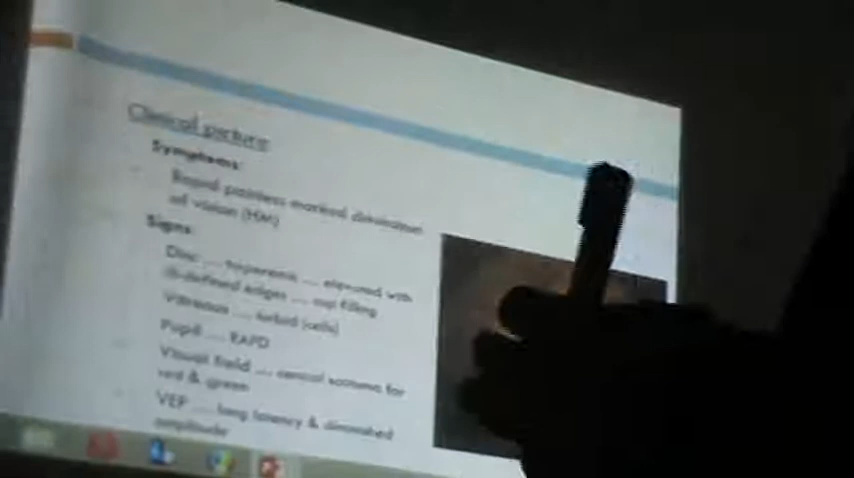 Clinical picture
Symptoms:
Rapid painless marked diminution
of vision (HM)
Signs:
Disc .... hyperemic .... elevated with
ill-defined edges .... cup filling
Vitreous .... turbid (cells)
Pupil .... RAPD
Visual field .... central scotoma for
red & green
VEP .... long latency & diminished
amplitude